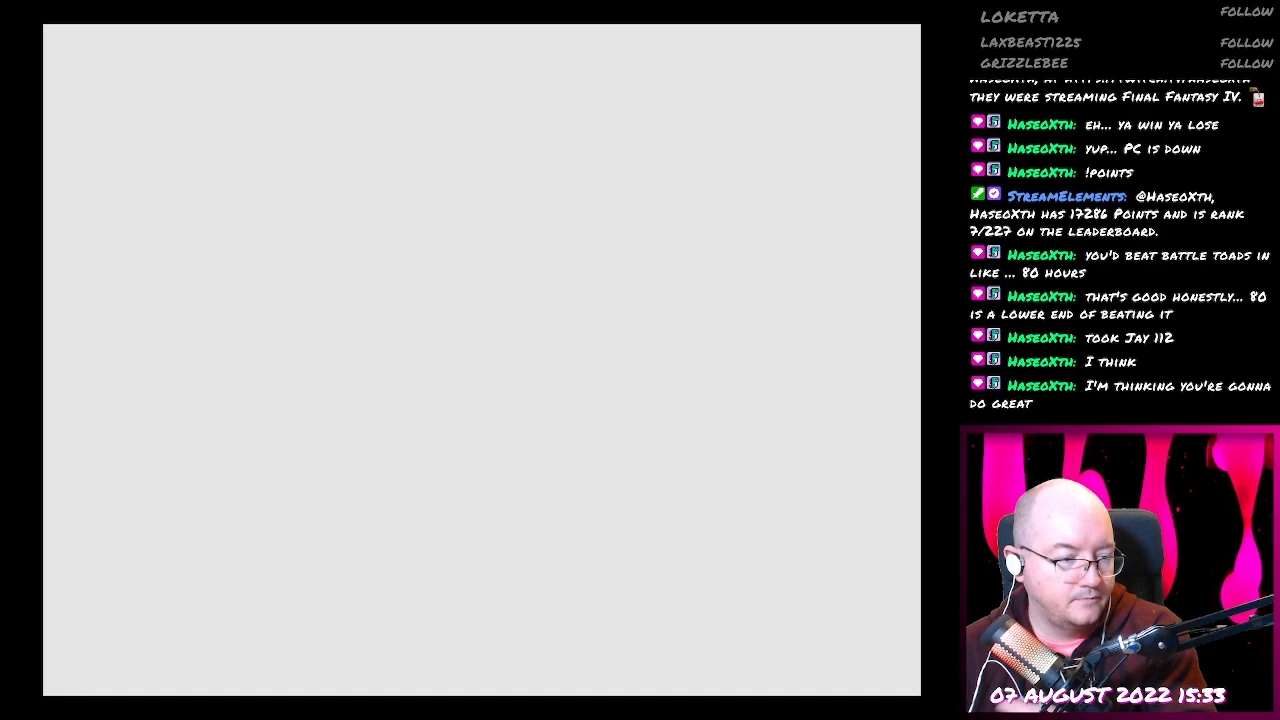 LOKETTA FOLLOW
LAXBEAST1225 FOLLOW
GRIZZLEBEE FOLLOW
THEY WERE STREAMING FINAL FANTASY IV.
HASEOXTH: EH... YA WIN YA LOSE
HASEOXTH: YUP... PC IS DOWN
HASEOXTH: !POINTS
STREAMELEMENTS: @HASEOXTH,
HASEOXTH HAS 17286 POINTS AND IS RANK
7/227 ON THE LEADERBOARD.
HASEOXTH: YOU'D BEAT BATTLE TOADS IN
LIKE ... 80 HOURS
HASEOXTH: THAT'S GOOD HONESTLY... 80
IS A LOWER END OF BEATING IT
HASEOXTH: TOOK JAY 112
HASEOXTH: I THINK
HASEOXTH: I'M THINKING YOU'RE GONNA
DO GREAT
07 AUGUST 2022 15:33